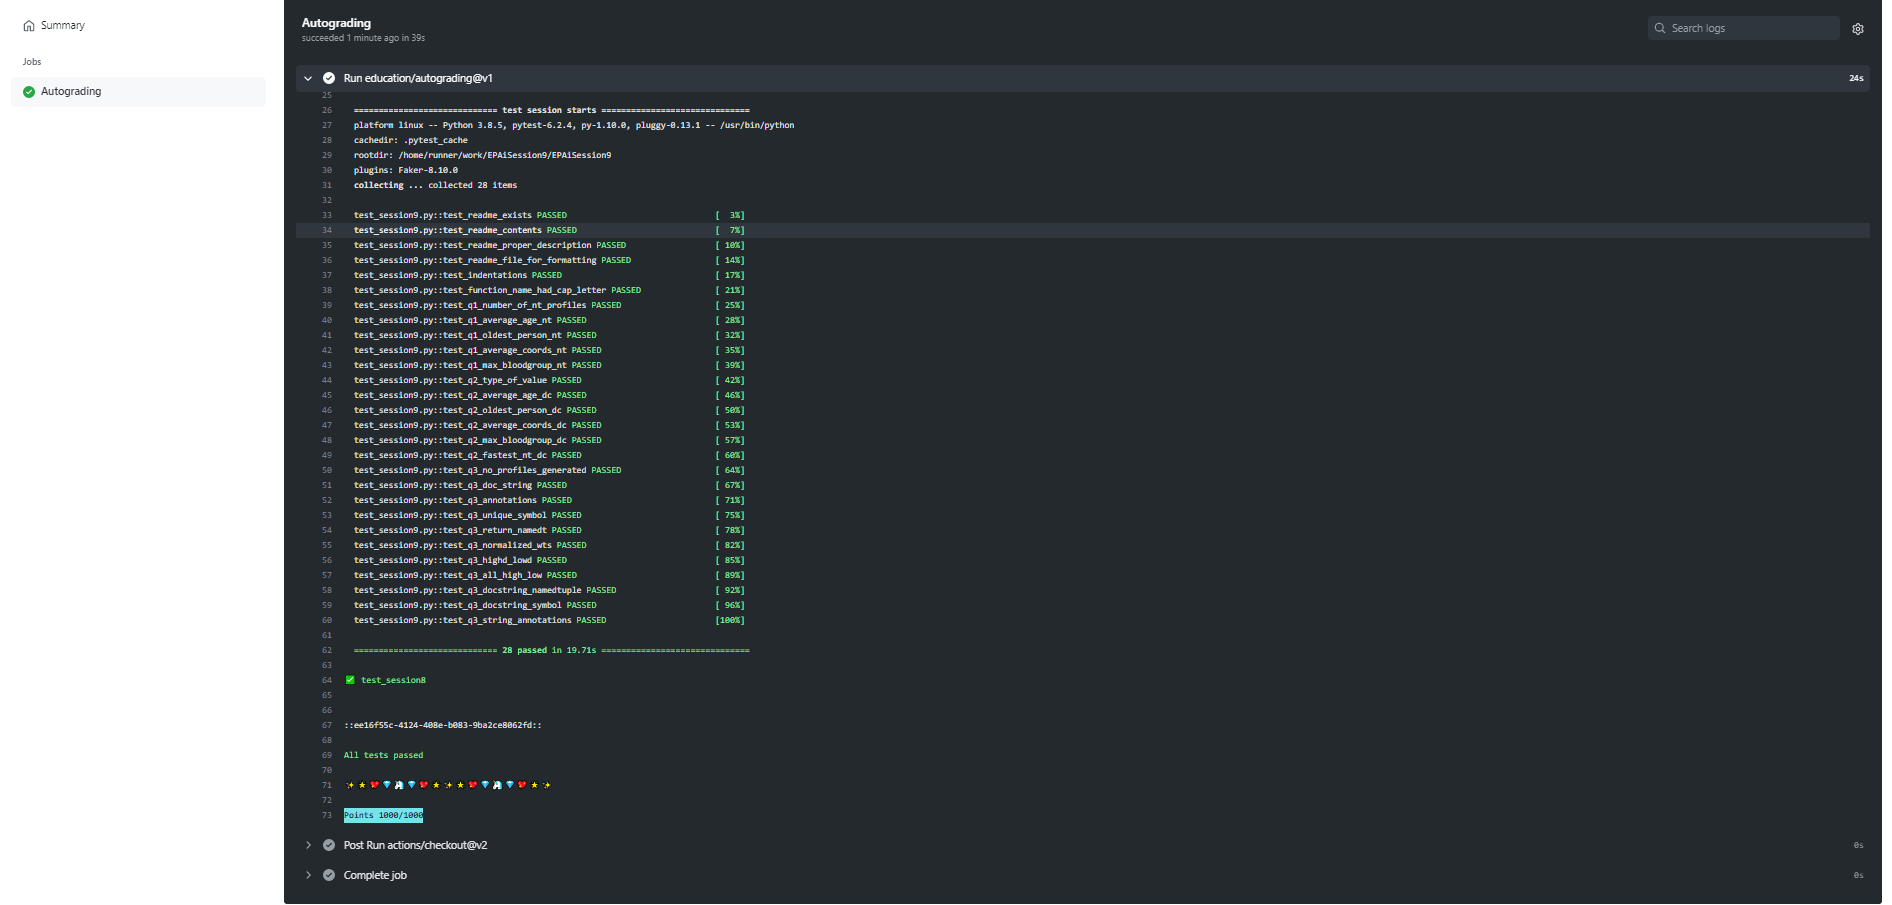 Summary
Jobs
Autograding
Autograding
succeeded 1 minute ago in 39s
Search logs
Run education/autograding@v1 24s
25
26 ============================= test session starts ==============================
27 platform linux -- Python 3.8.5, pytest-6.2.4, py-1.10.0, pluggy-0.13.1 -- /usr/bin/python
28 cachedir: .pytest_cache
29 rootdir: /home/runner/work/EPAiSession9/EPAiSession9
30 plugins: Faker-8.10.0
31 collecting ... collected 28 items
32
33 test_session9.py::test_readme_exists PASSED [  3%]
34 test_session9.py::test_readme_contents PASSED [  7%]
35 test_session9.py::test_readme_proper_description PASSED [ 10%]
36 test_session9.py::test_readme_file_for_formatting PASSED [ 14%]
37 test_session9.py::test_indentations PASSED [ 17%]
38 test_session9.py::test_function_name_had_cap_letter PASSED [ 21%]
39 test_session9.py::test_q1_number_of_nt_profiles PASSED [ 25%]
40 test_session9.py::test_q1_average_age_nt PASSED [ 28%]
41 test_session9.py::test_q1_oldest_person_nt PASSED [ 32%]
42 test_session9.py::test_q1_average_coords_nt PASSED [ 35%]
43 test_session9.py::test_q1_max_bloodgroup_nt PASSED [ 39%]
44 test_session9.py::test_q2_type_of_value PASSED [ 42%]
45 test_session9.py::test_q2_average_age_dc PASSED [ 46%]
46 test_session9.py::test_q2_oldest_person_dc PASSED [ 50%]
47 test_session9.py::test_q2_average_coords_dc PASSED [ 53%]
48 test_session9.py::test_q2_max_bloodgroup_dc PASSED [ 57%]
49 test_session9.py::test_q2_fastest_nt_dc PASSED [ 60%]
50 test_session9.py::test_q3_no_profiles_generated PASSED [ 64%]
51 test_session9.py::test_q3_doc_string PASSED [ 67%]
52 test_session9.py::test_q3_annotations PASSED [ 71%]
53 test_session9.py::test_q3_unique_symbol PASSED [ 75%]
54 test_session9.py::test_q3_return_namedt PASSED [ 78%]
55 test_session9.py::test_q3_normalized_wts PASSED [ 82%]
56 test_session9.py::test_q3_highd_lowd PASSED [ 85%]
57 test_session9.py::test_q3_all_high_low PASSED [ 89%]
58 test_session9.py::test_q3_docstring_namedtuple PASSED [ 92%]
59 test_session9.py::test_q3_docstring_symbol PASSED [ 96%]
60 test_session9.py::test_q3_string_annotations PASSED [100%]
61
62 ============================= 28 passed in 19.71s ==============================
63
64 ✅ test_session8
65
66
67 ::ee16f55c-4124-408e-b083-9ba2ce8062fd::
68
69 All tests passed
70
71 ✨⭐💖💎🦄💎💖⭐✨⭐💖💎🦄💎💖⭐✨
72
73 Points 1000/1000
Post Run actions/checkout@v2 0s
Complete job 0s